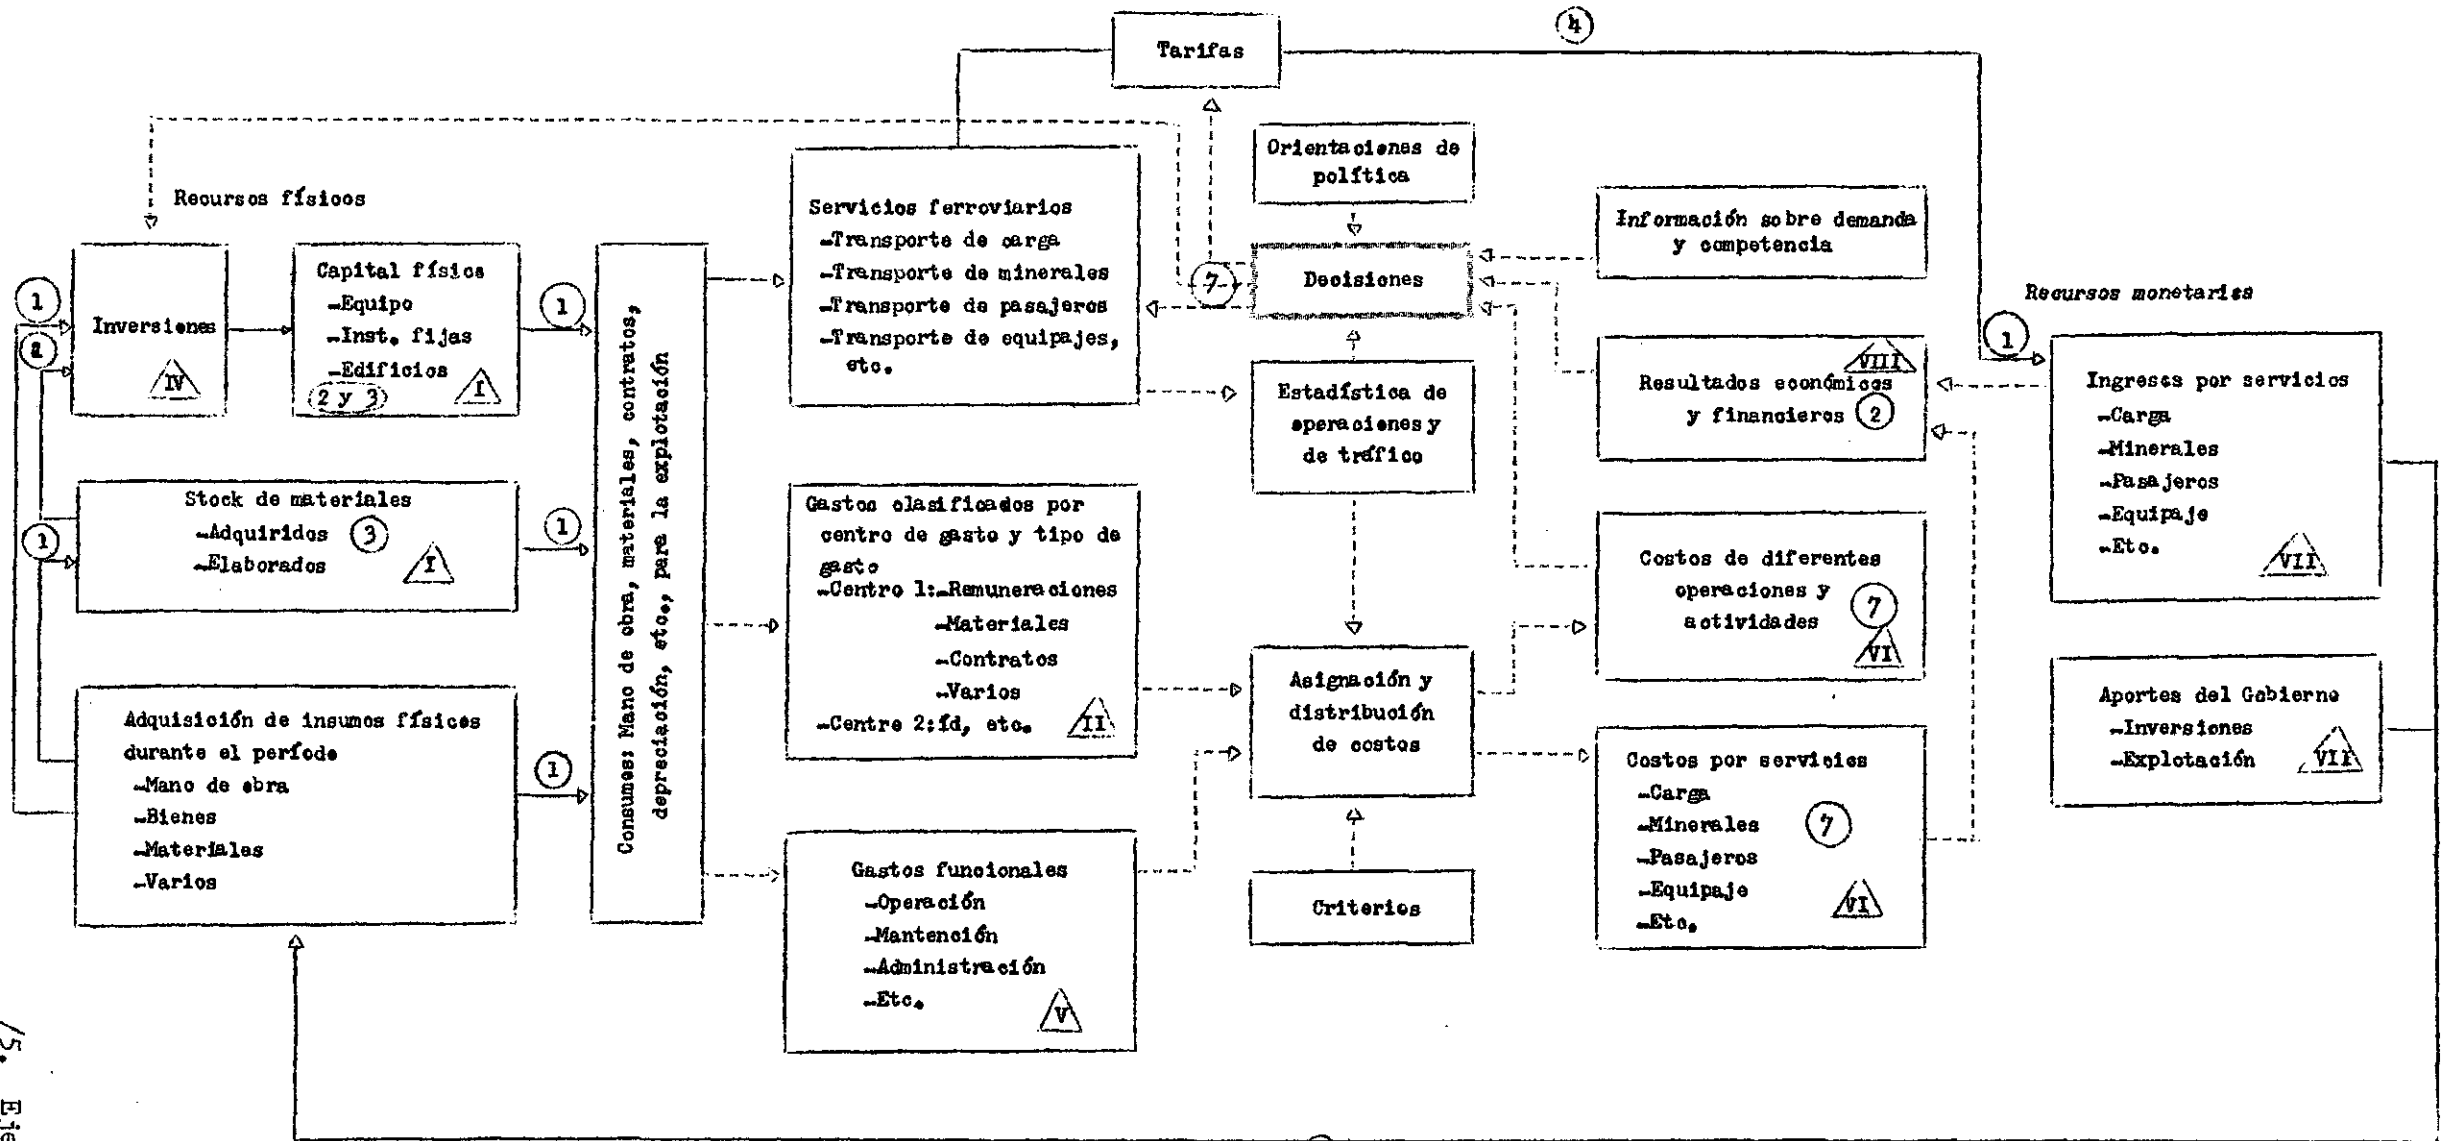 4
Tarifas
Recursos físicos
Orientaciones de
política
Información sobre demanda
y competencia
Decisiones
7
Recursos monetarios
1
2
Inversiones
IV
Capital físico
-Equipo
-Inst. fijas
-Edificios
2 y 3
I
1
Stock de materiales
-Adquiridos
3
-Elaborados
I
1
1
Adquisición de insumos físicos
durante el período
-Mano de obra
-Bienes
-Materiales
-Varios
1
Consumos: Mano de obra, materiales, contratos,
depreciación, etc., para la explotación
Servicios ferroviarios
-Transporte de carga
-Transporte de minerales
-Transporte de pasajeros
-Transporte de equipajes,
etc.
Gastos clasificados por
centro de gasto y tipo de
gasto
-Centro 1:-Remuneraciones
-Materiales
-Contratos
-Varios
-Centro 2:íd, etc.
II
Gastos funcionales
-Operación
-Mantención
-Administración
-Etc.
V
Estadística de
operaciones y
de tráfico
Asignación y
distribución
de costos
Criterios
VIII
Resultados económicos
y financieros
2
Costos de diferentes
operaciones y
actividades
7
VI
Costos por servicios
-Carga
-Minerales
7
-Pasajeros
-Equipaje
-Etc.
VI
1
Ingresos por servicios
-Carga
-Minerales
-Pasajeros
-Equipaje
-Etc.
VII
Aportes del Gobierno
-Inversiones
-Explotación
VII
/5.